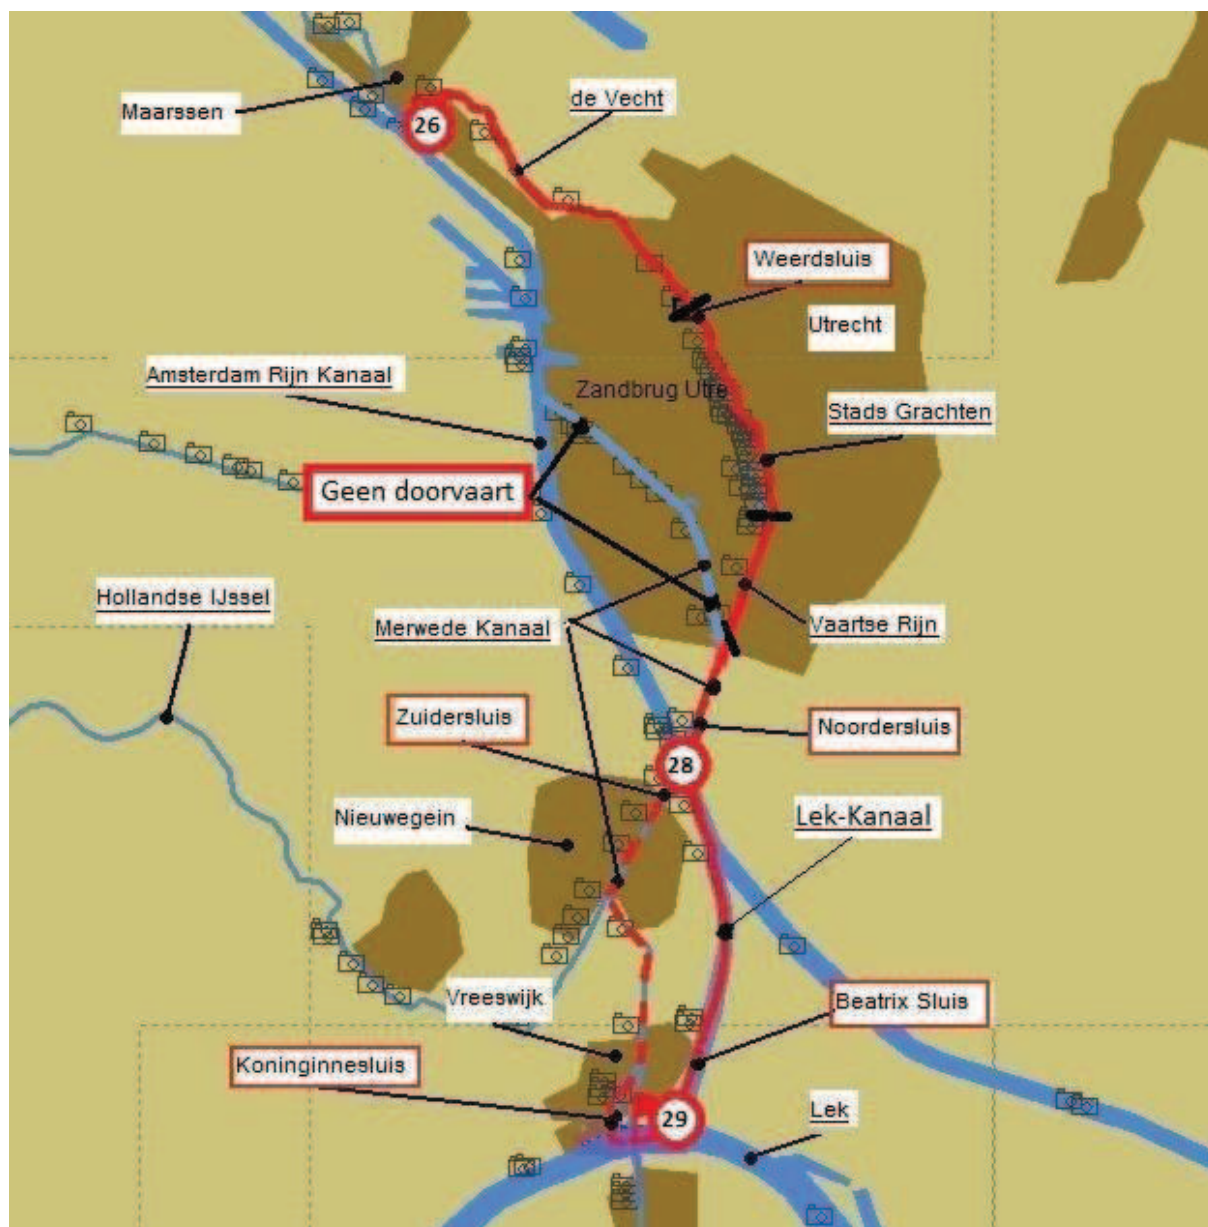 de Vecht
Maarssen
26
Weerdsluis
Utrecht
Amsterdam Rijn Kanaal
Zandbrug Utre
Stads Grachten
Geen doorvaart
Hollandse IJssel
Merwede Kanaal
Vaartse Rijn
Zuidersluis
Noordersluis
28
Nieuwegein
Lek-Kanaal
Vreeswijk
Beatrix Sluis
Koninginnesluis
29
Lek